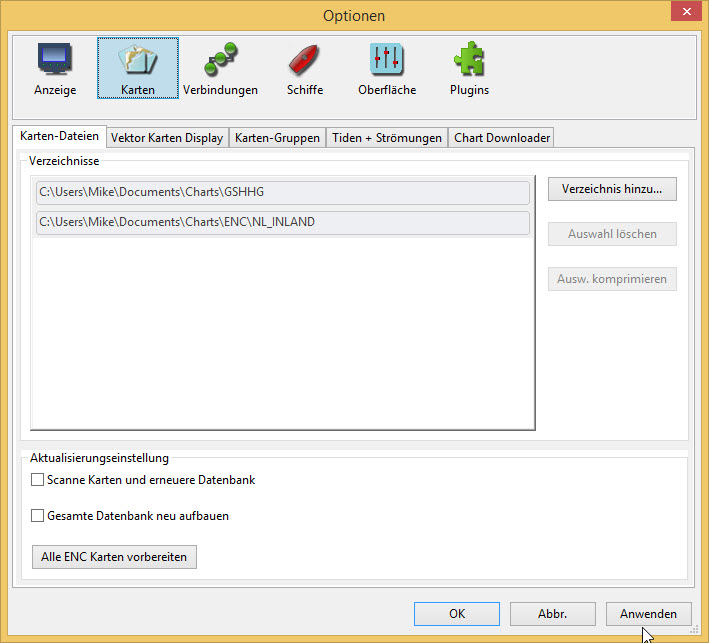 Optionen
Anzeige
Karten
Verbindungen
Schiffe
Oberfläche
Plugins
Karten-Dateien
Vektor Karten Display
Karten-Gruppen
Tiden + Strömungen
Chart Downloader
Verzeichnisse
C:\Users\Mike\Documents\Charts\GSHHG
C:\Users\Mike\Documents\Charts\ENC\NL_INLAND
Verzeichnis hinzu...
Auswahl löschen
Ausw. komprimieren
Aktualisierungseinstellung
Scanne Karten und erneuere Datenbank
Gesamte Datenbank neu aufbauen
Alle ENC Karten vorbereiten
OK
Abbr.
Anwenden